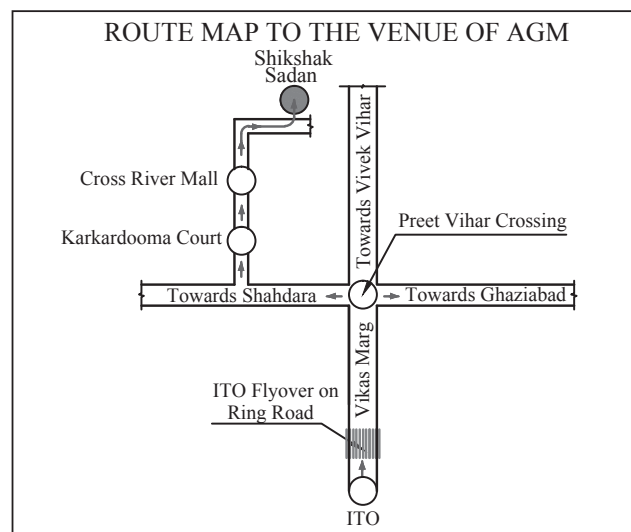 ROUTE MAP TO THE VENUE OF AGM
Shikshak
Sadan
Cross River Mall
Karkardooma Court
Towards Vivek Vihar
Preet Vihar Crossing
Towards Shahdara
Towards Ghaziabad
Vikas Marg
ITO Flyover on
Ring Road
ITO